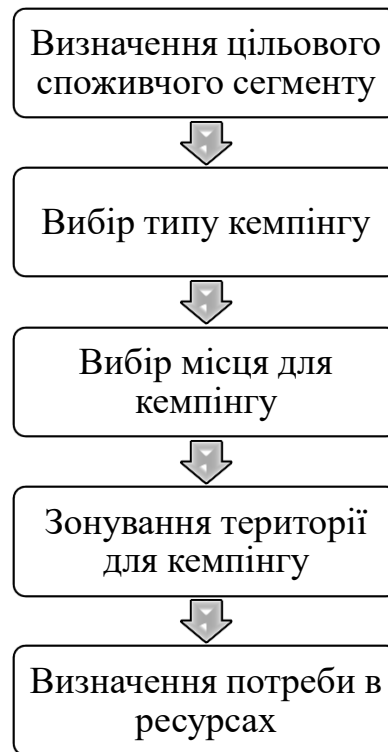 Визначення цільового
споживчого сегменту
Вибір типу кемпінгу
Вибір місця для
кемпінгу
Зонування території
для кемпінгу
Визначення потреби в
ресурсах